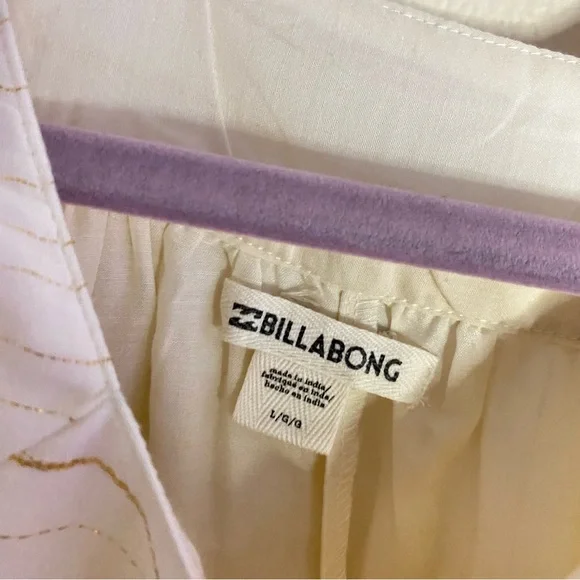 BILLABONG
made in india/
fabriqué en inde/
hecho en india
L/G/G